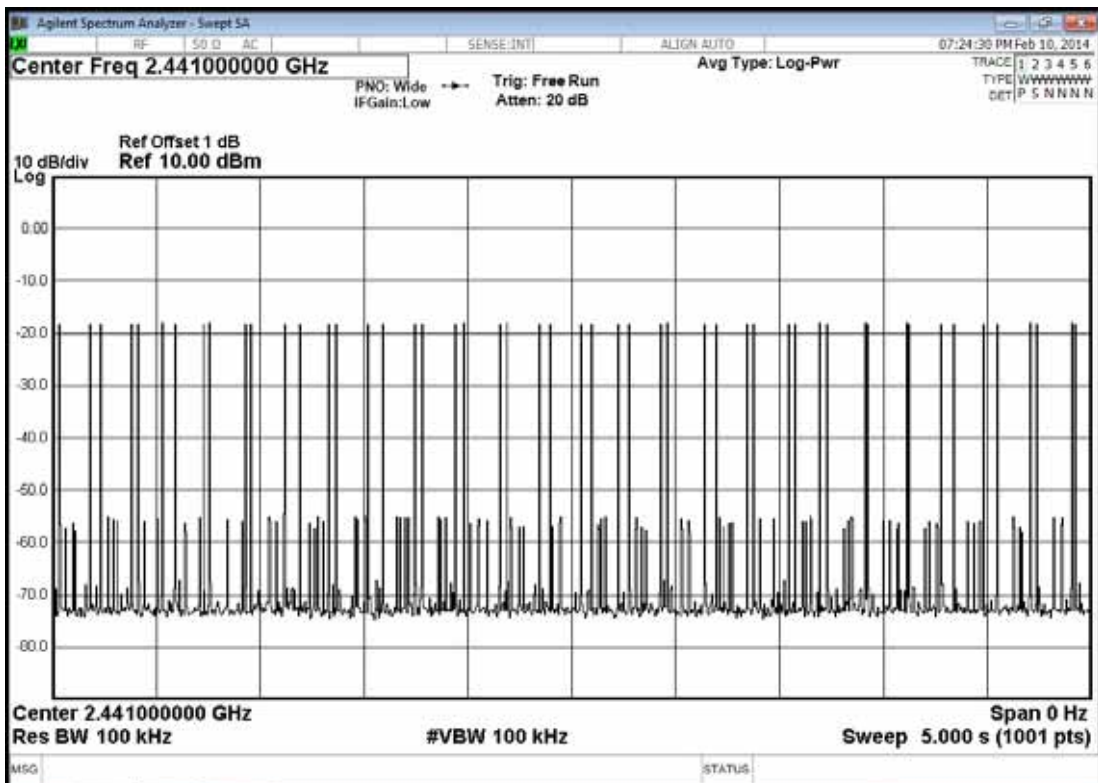 Agilent Spectrum Analyzer - Swept SA
LXI RF 50 Ω AC SENSE:INT ALIGN AUTO 07:24:30 PM Feb 10, 2014
Center Freq 2.441000000 GHz
PNO: Wide
IFGain:Low
Trig: Free Run
Atten: 20 dB
Avg Type: Log-Pwr
TRACE 1 2 3 4 5 6
TYPE WWWWWW
DET P S N N N N
Ref Offset 1 dB
10 dB/div Ref 10.00 dBm
Log
0.00
-10.0
-20.0
-30.0
-40.0
-50.0
-60.0
-70.0
-80.0
Center 2.441000000 GHz Span 0 Hz
Res BW 100 kHz #VBW 100 kHz Sweep 5.000 s (1001 pts)
MSG STATUS